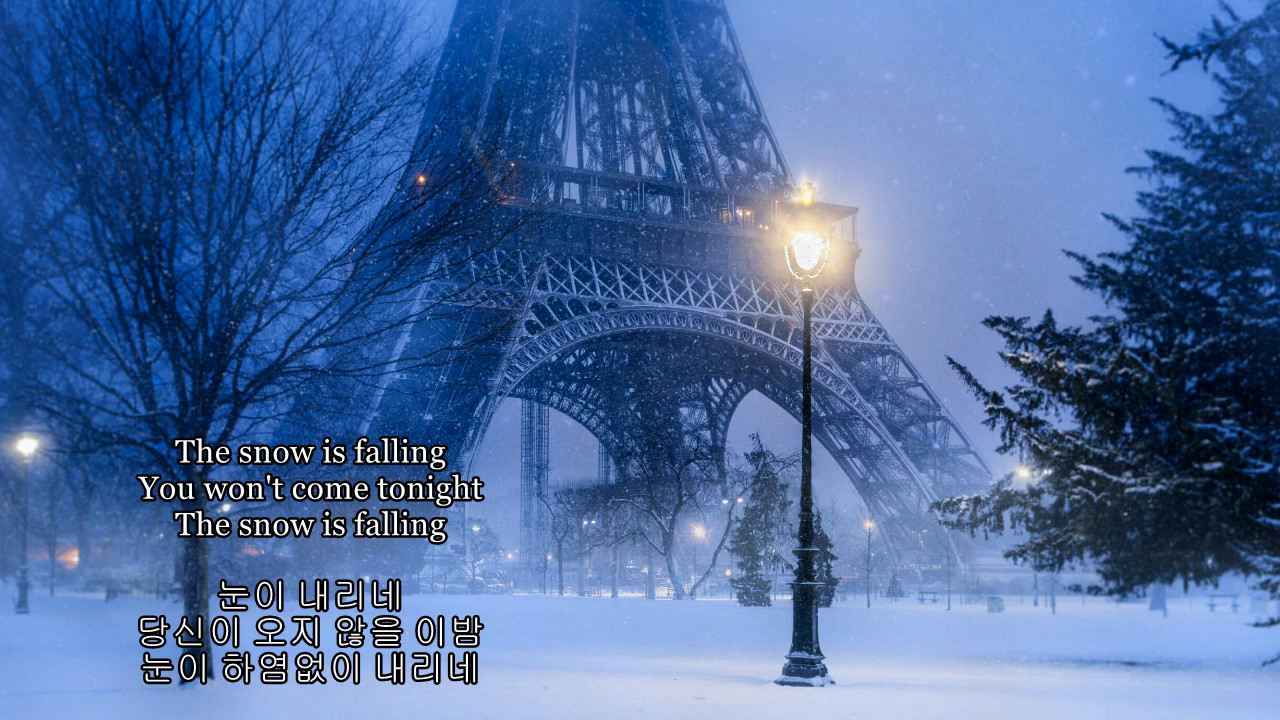 The snow is falling
You won't come tonight
The snow is falling
눈이 내리네
당신이 오지 않을 이밤
눈이 하염없이 내리네